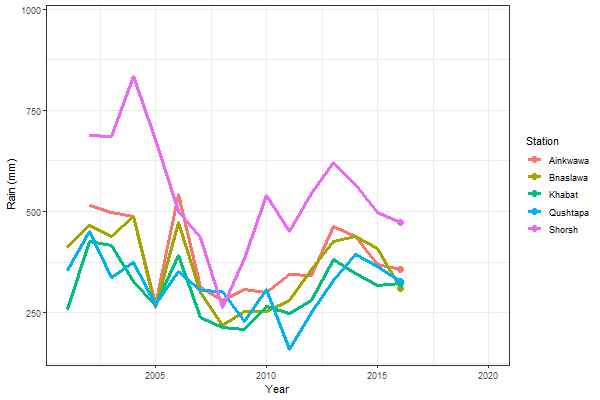 1000
750
500
250
Rain (mm)
2005
2010
2015
2020
Year
Station
Ainkwawa
Bnaslawa
Khabat
Qushtapa
Shorsh